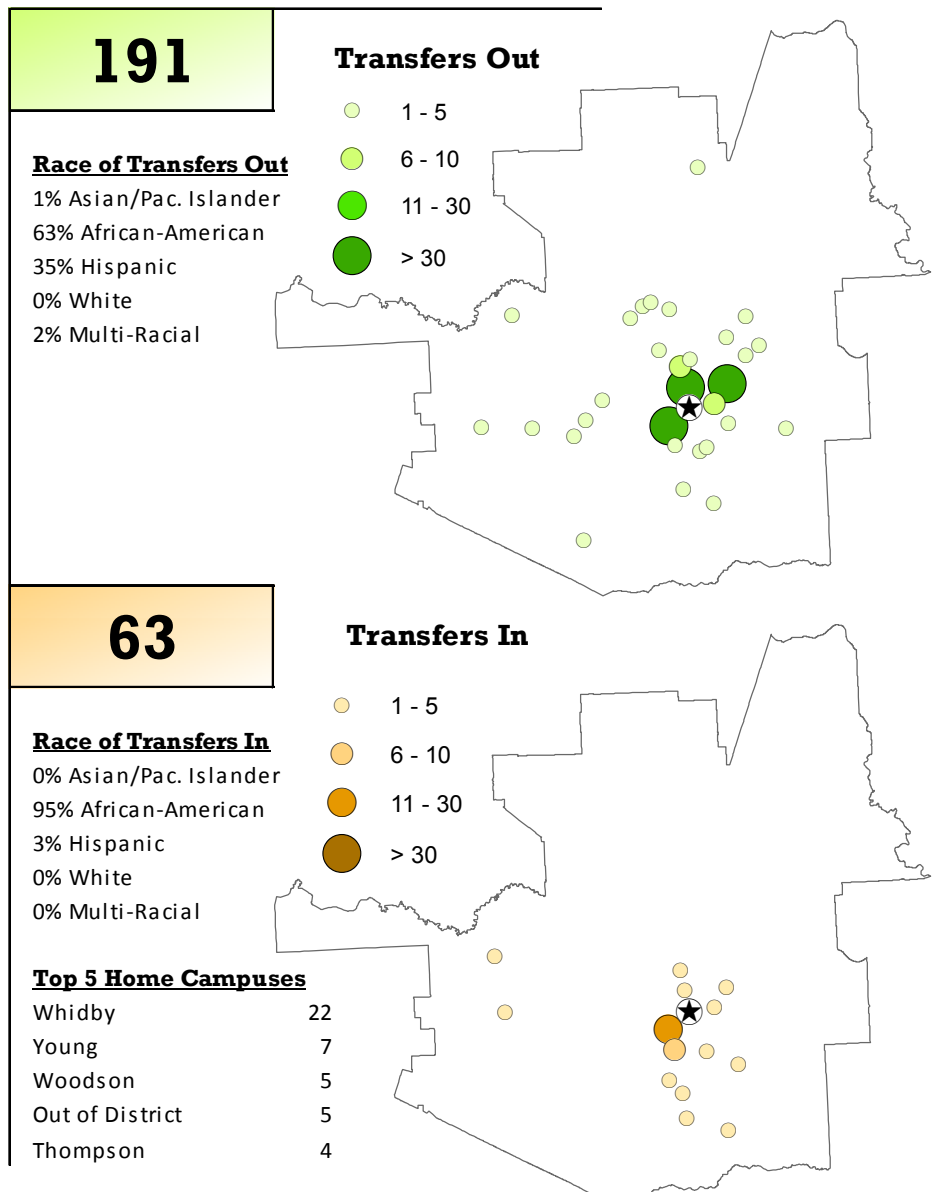 191
Transfers Out
1 - 5
6 - 10
11 - 30
> 30
Race of Transfers Out
1% Asian/Pac. Islander
63% African-American
35% Hispanic
0% White
2% Multi-Racial
63
Transfers In
1 - 5
6 - 10
11 - 30
> 30
Race of Transfers In
0% Asian/Pac. Islander
95% African-American
3% Hispanic
0% White
0% Multi-Racial
Top 5 Home Campuses
Whidby 22
Young 7
Woodson 5
Out of District 5
Thompson 4